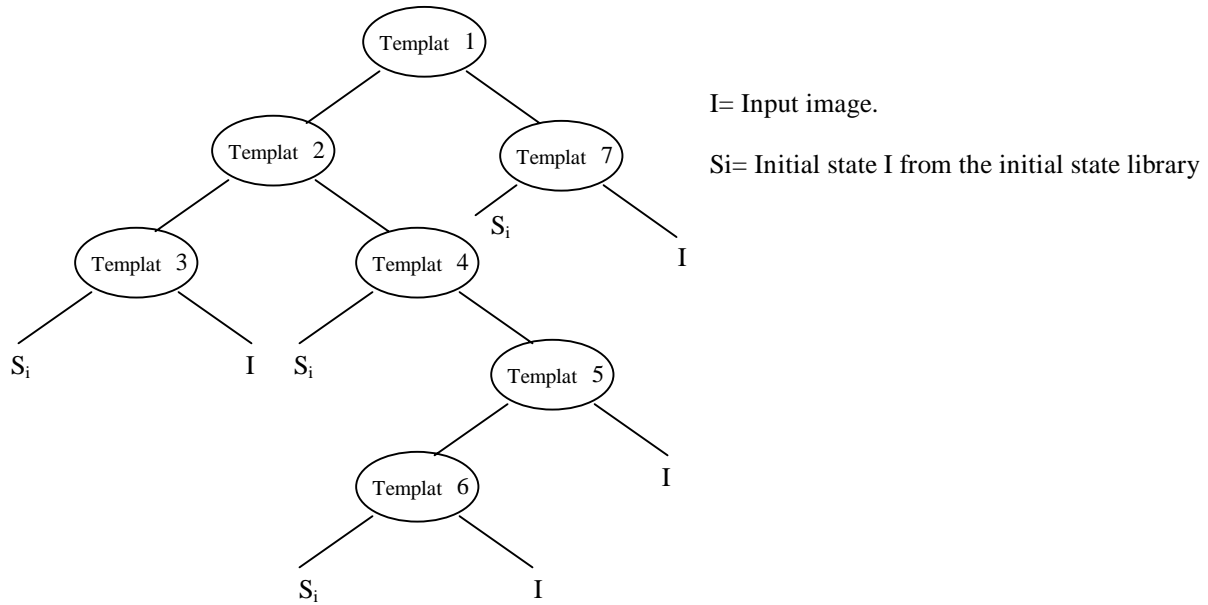 Templat 1
I= Input image.
Templat 2
Templat 7
Si= Initial state I from the initial state library
Sᵢ
I
Templat 3
Templat 4
Sᵢ
I
Sᵢ
Templat 5
I
Templat 6
Sᵢ
I